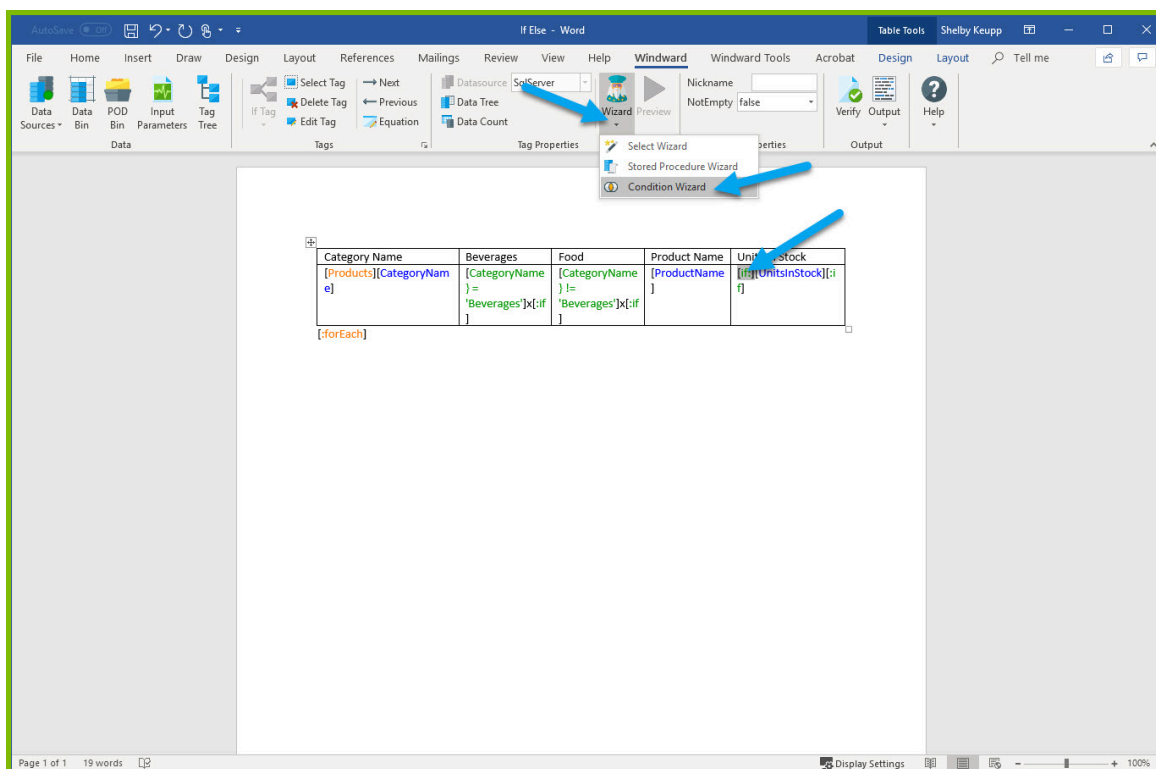 AutoSave Off If Else - Word Table Tools Shelby Keupp
File Home Insert Draw Design Layout References Mailings Review View Help Windward Windward Tools Acrobat Design Layout Tell me
Select Tag Next Datasource SqlServer Nickname
Data Data POD Input Tag If Tag Delete Tag Previous Data Tree Wizard Preview NotEmpty false Verify Output Help
Sources Bin Bin Parameters Tree Edit Tag Equation Data Count
Data Tags Tag Properties perties Output
Select Wizard
Stored Procedure Wizard
Condition Wizard
Category Name Beverages Food Product Name Unit Stock
[Products][CategoryNam [CategoryName [CategoryName [ProductName [if:][UnitsInStock][:i
e] } = } != ] f]
'Beverages']x[:if 'Beverages']x[:if
] ]
[:forEach]
Page 1 of 1 19 words Display Settings 100%